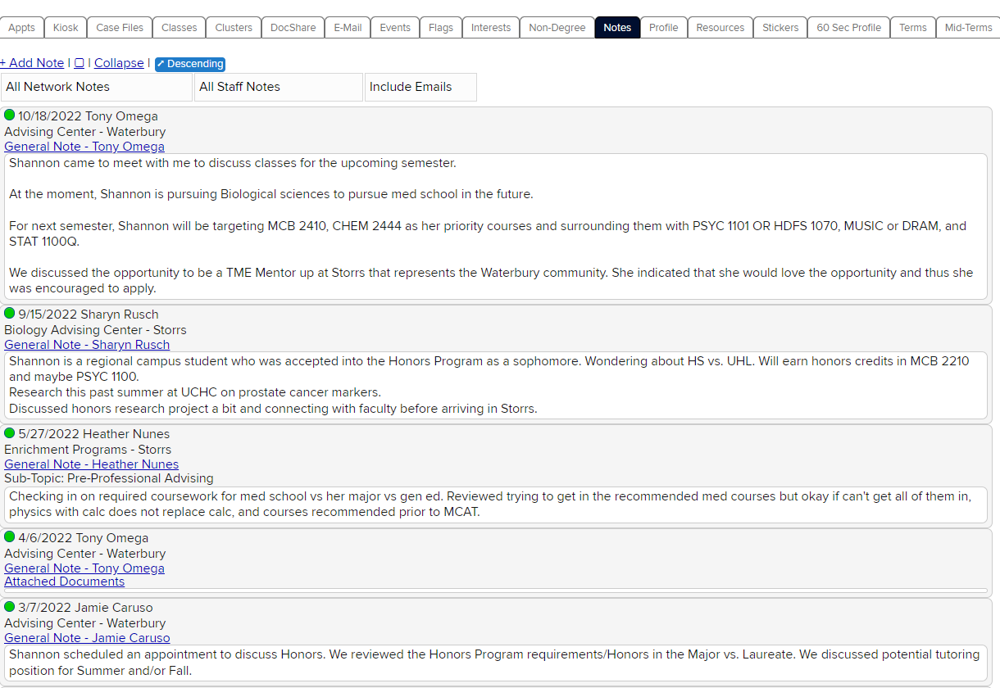 Appts Kiosk Case Files Classes Clusters DocShare E-Mail Events Flags Interests Non-Degree Notes Profile Resources Stickers 60 Sec Profile Terms Mid-Terms
+ Add Note | | Collapse | Descending
All Network Notes All Staff Notes Include Emails
10/18/2022 Tony Omega
Advising Center - Waterbury
General Note - Tony Omega
Shannon came to meet with me to discuss classes for the upcoming semester.
At the moment, Shannon is pursuing Biological sciences to pursue med school in the future.
For next semester, Shannon will be targeting MCB 2410, CHEM 2444 as her priority courses and surrounding them with PSYC 1101 OR HDFS 1070, MUSIC or DRAM, and
STAT 1100Q.
We discussed the opportunity to be a TME Mentor up at Storrs that represents the Waterbury community. She indicated that she would love the opportunity and thus she
was encouraged to apply.
9/15/2022 Sharyn Rusch
Biology Advising Center - Storrs
General Note - Sharyn Rusch
Shannon is a regional campus student who was accepted into the Honors Program as a sophomore. Wondering about HS vs. UHL. Will earn honors credits in MCB 2210
and maybe PSYC 1100.
Research this past summer at UCHC on prostate cancer markers.
Discussed honors research project a bit and connecting with faculty before arriving in Storrs.
5/27/2022 Heather Nunes
Enrichment Programs - Storrs
General Note - Heather Nunes
Sub-Topic: Pre-Professional Advising
Checking in on required coursework for med school vs her major vs gen ed. Reviewed trying to get in the recommended med courses but okay if can't get all of them in,
physics with calc does not replace calc, and courses recommended prior to MCAT.
4/6/2022 Tony Omega
Advising Center - Waterbury
General Note - Tony Omega
Attached Documents
3/7/2022 Jamie Caruso
Advising Center - Waterbury
General Note - Jamie Caruso
Shannon scheduled an appointment to discuss Honors. We reviewed the Honors Program requirements/Honors in the Major vs. Laureate. We discussed potential tutoring
position for Summer and/or Fall.